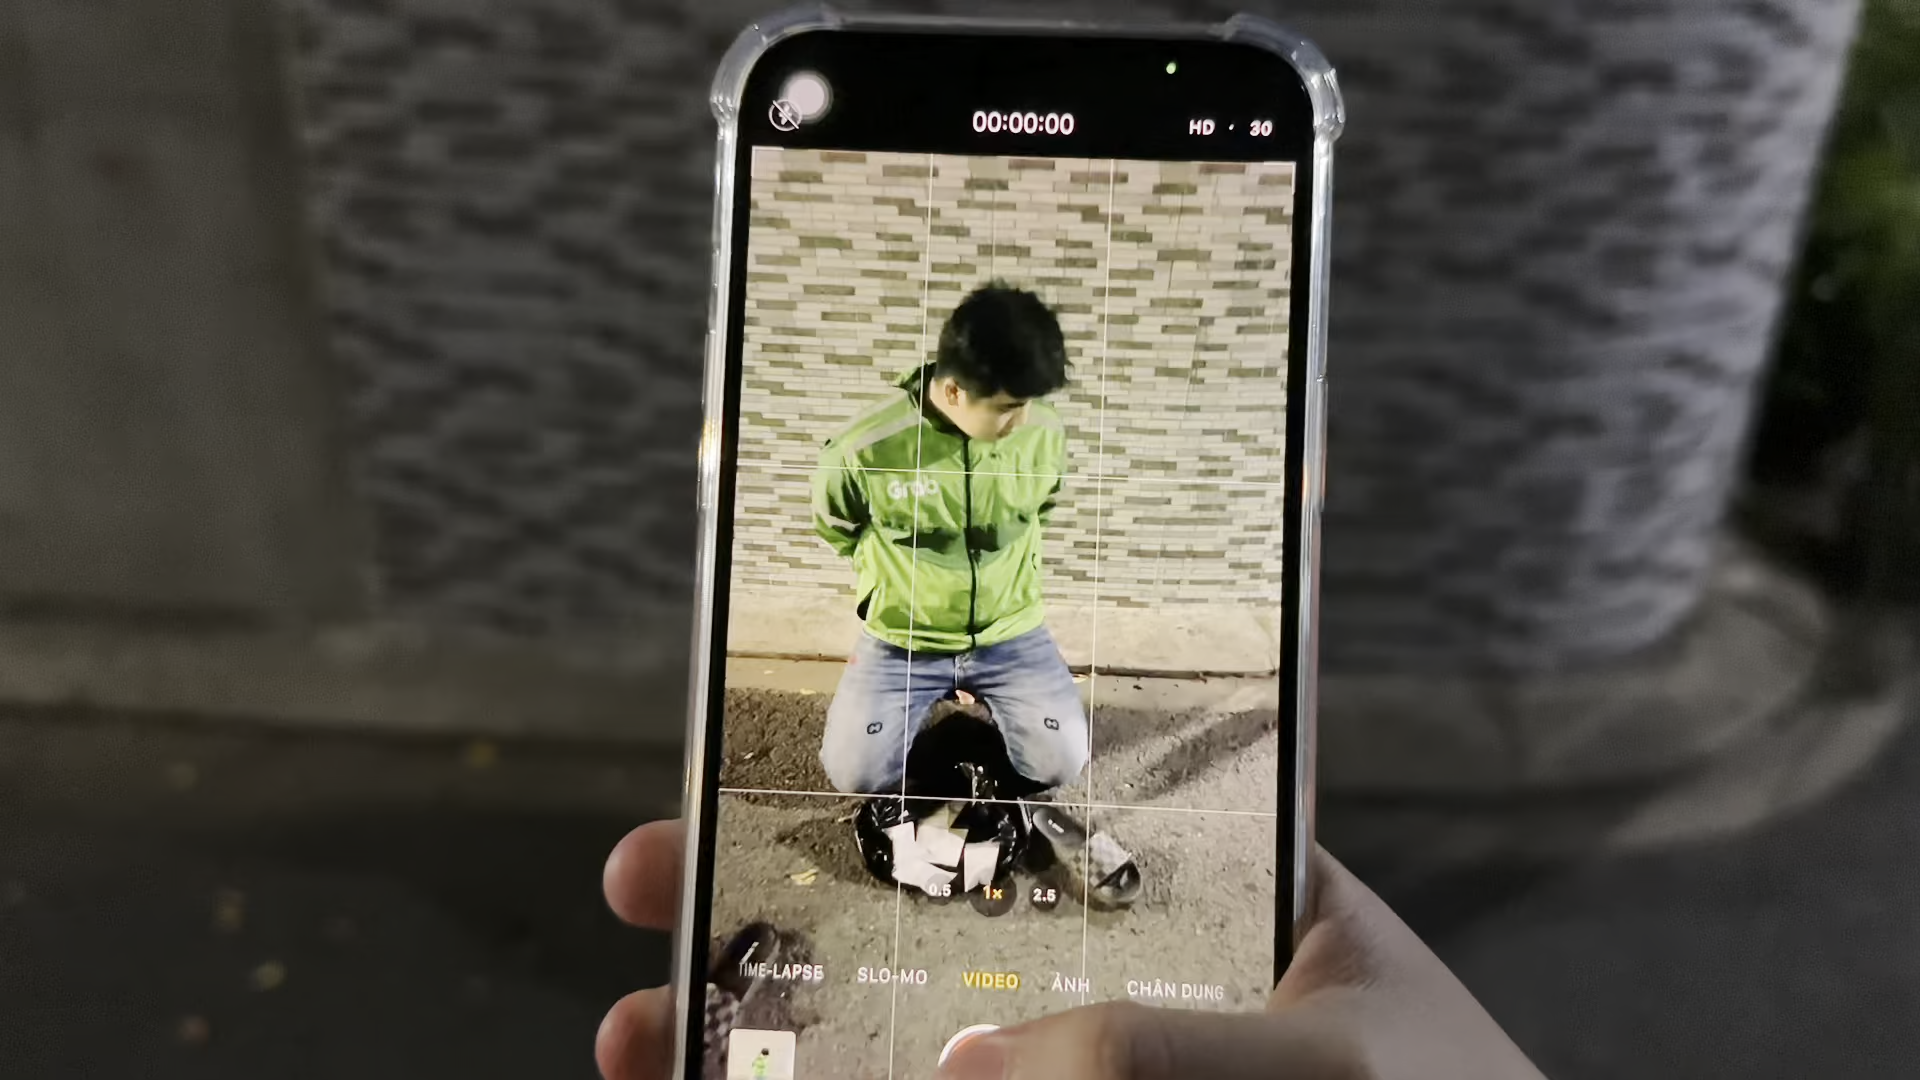 00:00:00
HD · 30
Grab
0.5 1x 2.5
TIME-LAPSE SLO-MO VIDEO ẢNH CHÂN DUNG